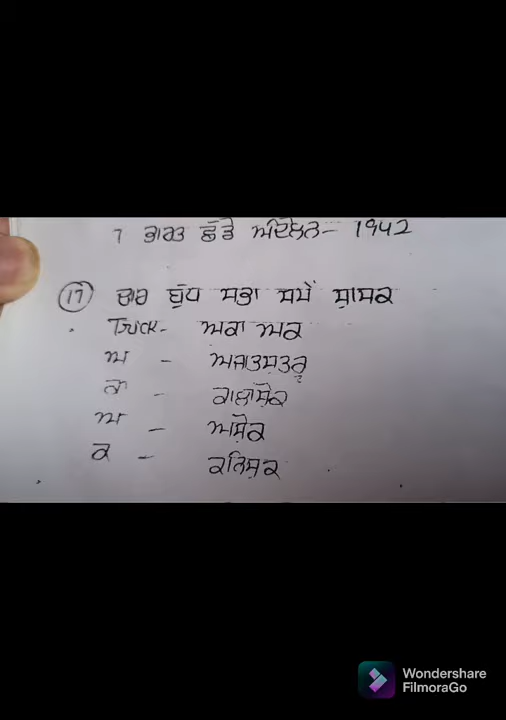 7 ਭਾਰਤ ਛੱਡੋ ਅੰਦੋਲਨ- 1942
(17) ਚਾਰ ਬੁੱਧ ਸਭਾ ਸਮੇਂ ਸ਼ਾਸਕ
Trick- ਅਕਾ ਅਕ
ਅ - ਅਜਾਤਸ਼ਤਰੂ
ਕਾ - ਕਾਲਾਸ਼ੋਕ
ਅ - ਅਸ਼ੋਕ
ਕ - ਕਨਿਸ਼ਕ
Wondershare
FilmoraGo